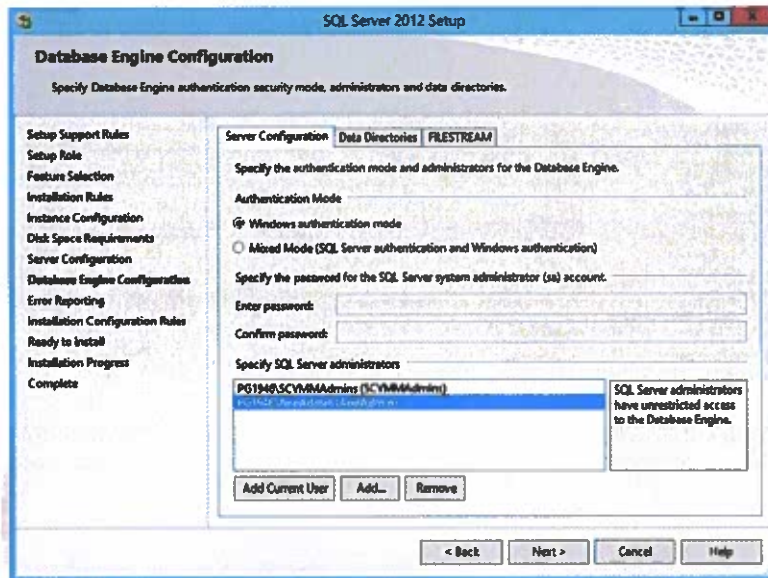 SQL Server 2012 Setup
Database Engine Configuration
Specify Database Engine authentication security mode, administrators and data directories.
Setup Support Rules
Setup Role
Feature Selection
Installation Rules
Instance Configuration
Disk Space Requirements
Server Configuration
Database Engine Configuration
Error Reporting
Installation Configuration Rules
Ready to Install
Installation Progress
Complete
Server Configuration Data Directories FILESTREAM
Specify the authentication mode and administrators for the Database Engine.
Authentication Mode
Windows authentication mode
Mixed Mode (SQL Server authentication and Windows authentication)
Specify the password for the SQL Server system administrator (sa) account.
Enter password:
Confirm password:
Specify SQL Server administrators
PG1948\SCVMMAdmins (SCVMMAdmins)
SQL Server administrators
have unrestricted access
to the Database Engine.
Add Current User Add... Remove
< Back Next > Cancel Help